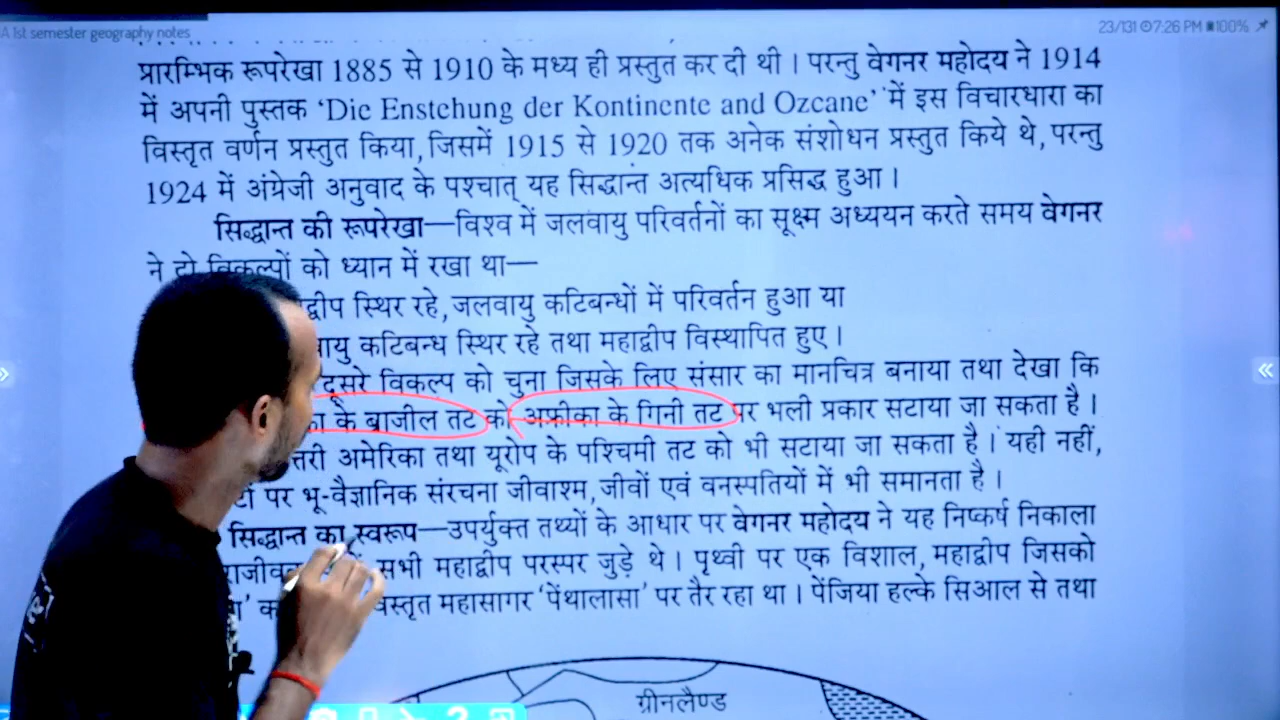 A 1st semester geography notes
23/131 7:26 PM 100%
प्रारम्भिक रूपरेखा 1885 से 1910 के मध्य ही प्रस्तुत कर दी थी । परन्तु वेगनर महोदय ने 1914
में अपनी पुस्तक ‘Die Enstehung der Kontinente and Ozcane’ में इस विचारधारा का
विस्तृत वर्णन प्रस्तुत किया, जिसमें 1915 से 1920 तक अनेक संशोधन प्रस्तुत किये थे, परन्तु
1924 में अंग्रेजी अनुवाद के पश्चात् यह सिद्धान्त अत्यधिक प्रसिद्ध हुआ ।
सिद्धान्त की रूपरेखा—विश्व में जलवायु परिवर्तनों का सूक्ष्म अध्ययन करते समय वेगनर
ने दो विकल्पों को ध्यान में रखा था—
स्थिर रहे, जलवायु कटिबन्धों में परिवर्तन हुआ या
कटिबन्ध स्थिर रहे तथा महाद्वीप विस्थापित हुए ।
दूसरे विकल्प को चुना जिसके लिए संसार का मानचित्र बनाया तथा देखा कि
के ब्राजील तट को अफ्रीका के गिनी तट पर भली प्रकार सटाया जा सकता है ।
अमेरिका तथा यूरोप के पश्चिमी तट को भी सटाया जा सकता है । यही नहीं,
पर भू-वैज्ञानिक संरचना जीवाश्म, जीवों एवं वनस्पतियों में भी समानता है ।
सिद्धान्त का स्वरूप—उपर्युक्त तथ्यों के आधार पर वेगनर महोदय ने यह निष्कर्ष निकाला
सभी महाद्वीप परस्पर जुड़े थे । पृथ्वी पर एक विशाल, महाद्वीप जिसको
महासागर ‘पेंथालासा’ पर तैर रहा था । पेंजिया हल्के सिआल से तथा
ग्रीनलैण्ड